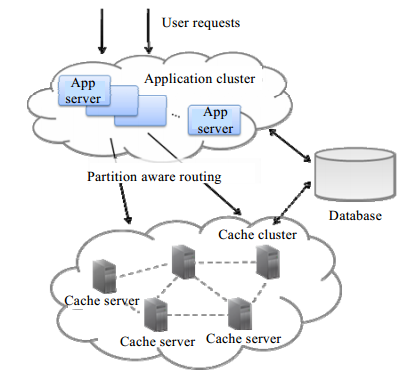 User requests
Application cluster
App
server
App
server
Partition aware routing
Database
Cache cluster
Cache server
Cache server
Cache server